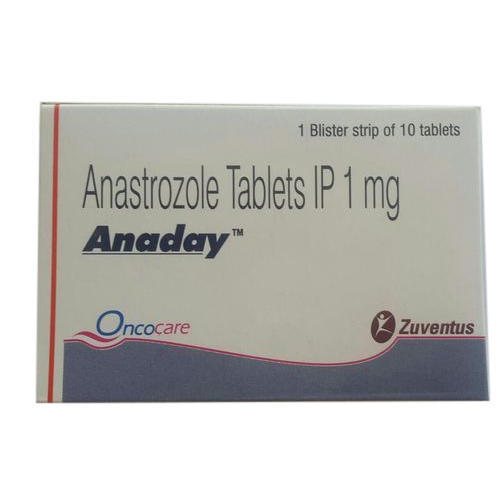 1 Blister strip of 10 tablets
Anastrozole Tablets IP 1 mg
Anaday™
Oncocare
Zuventus